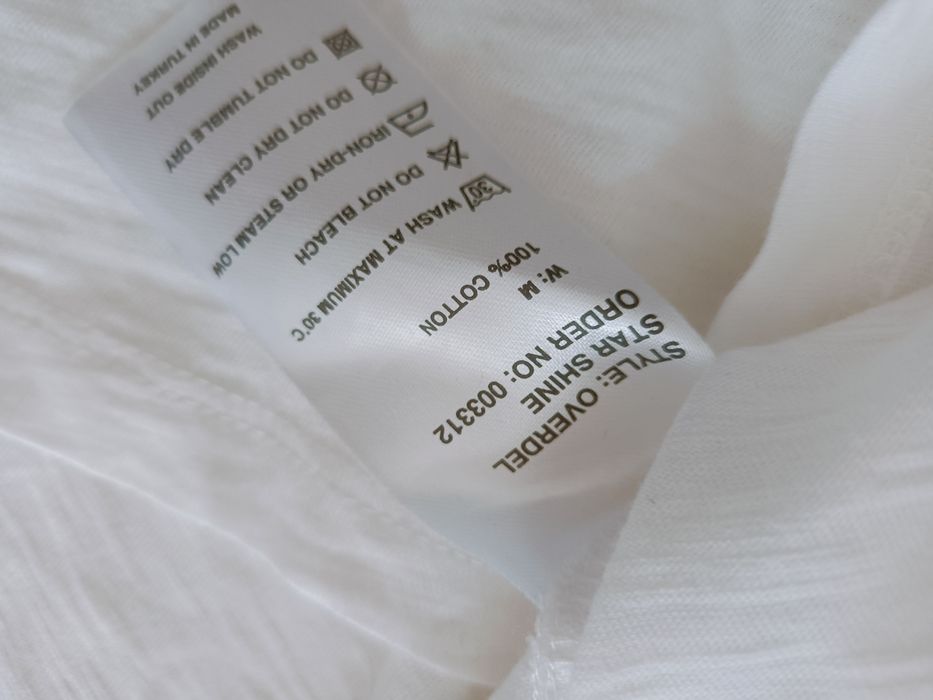 STYLE: OVERDEL
STAR SHINE
ORDER NO: 003312
W: M
100% COTTON
30° WASH AT MAXIMUM 30°C
DO NOT BLEACH
IRON-DRY OR STEAM LOW
DO NOT DRY CLEAN
DO NOT TUMBLE DRY
WASH INSIDE OUT
MADE IN TURKEY